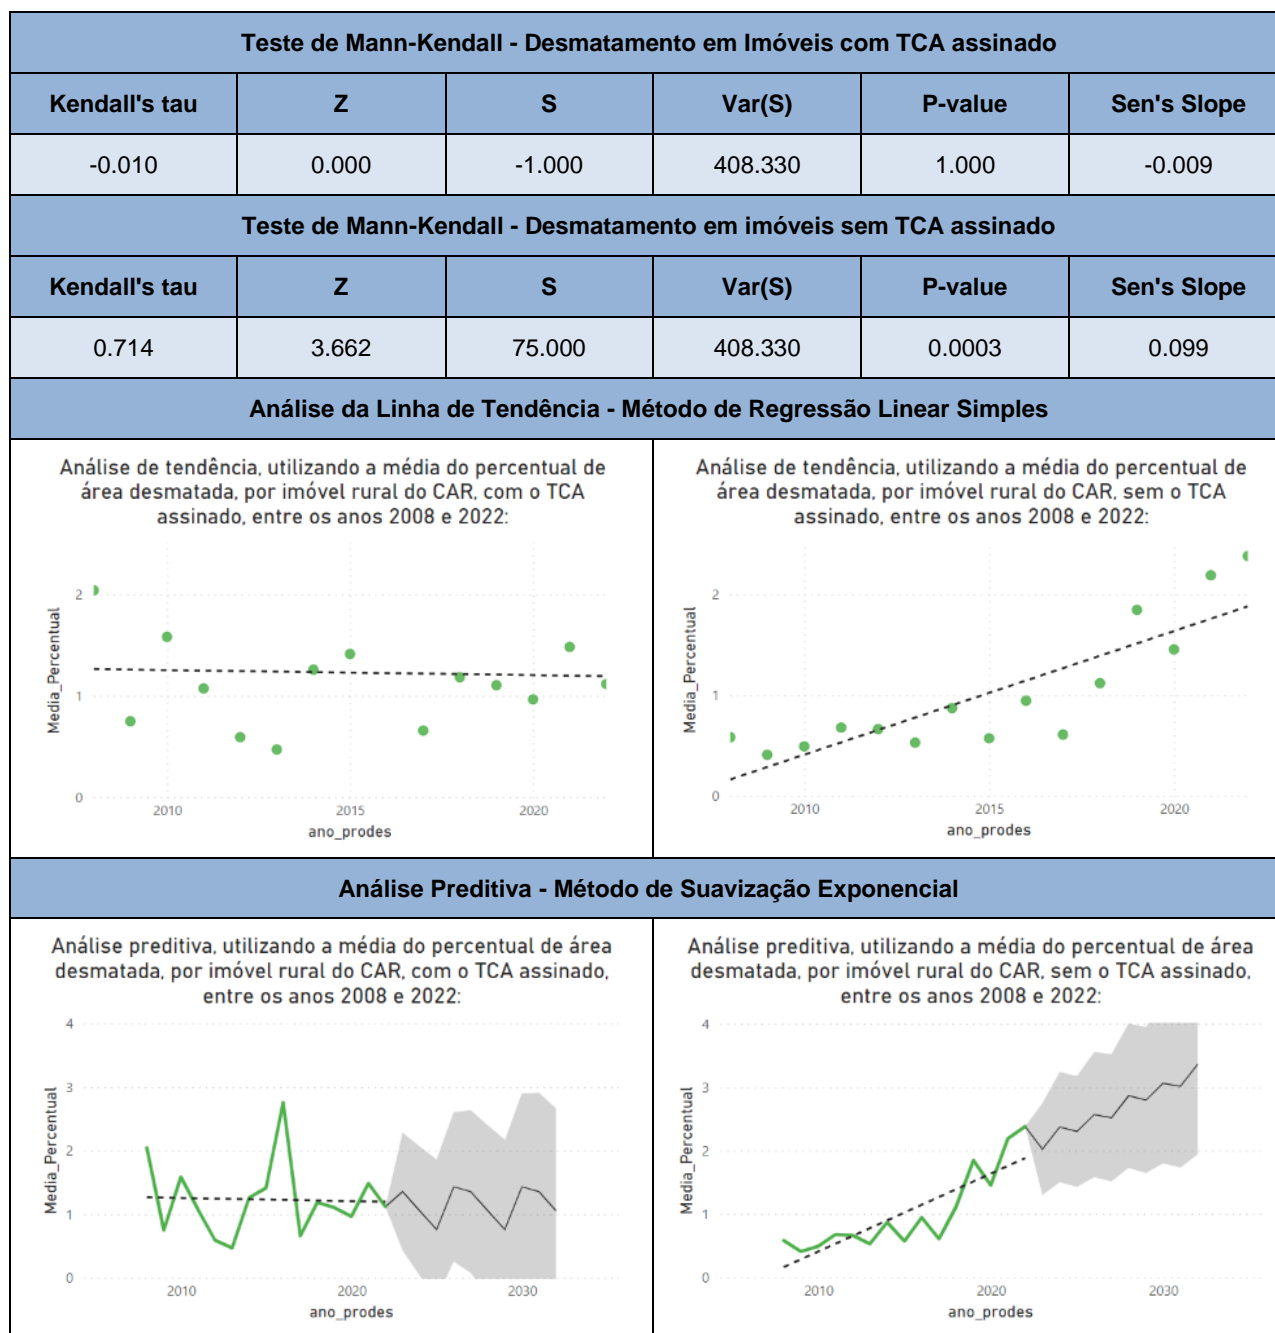 Teste de Mann-Kendall - Desmatamento em Imóveis com TCA assinado
Kendall's tau Z S Var(S) P-value Sen's Slope
-0.010 0.000 -1.000 408.330 1.000 -0.009
Teste de Mann-Kendall - Desmatamento em imóveis sem TCA assinado
Kendall's tau Z S Var(S) P-value Sen's Slope
0.714 3.662 75.000 408.330 0.0003 0.099
Análise da Linha de Tendência - Método de Regressão Linear Simples
Análise de tendência, utilizando a média do percentual de
área desmatada, por imóvel rural do CAR, com o TCA
assinado, entre os anos 2008 e 2022:
Media_Percentual
2
1
0
2010 2015 2020
ano_prodes
Análise de tendência, utilizando a média do percentual de
área desmatada, por imóvel rural do CAR, sem o TCA
assinado, entre os anos 2008 e 2022:
Media_Percentual
2
1
0
2010 2015 2020
ano_prodes
Análise Preditiva - Método de Suavização Exponencial
Análise preditiva, utilizando a média do percentual de área
desmatada, por imóvel rural do CAR, com o TCA assinado,
entre os anos 2008 e 2022:
Media_Percentual
4
3
2
1
0
2010 2020 2030
ano_prodes
Análise preditiva, utilizando a média do percentual de área
desmatada, por imóvel rural do CAR, sem o TCA assinado,
entre os anos 2008 e 2022:
Media_Percentual
4
3
2
1
0
2010 2020 2030
ano_prodes